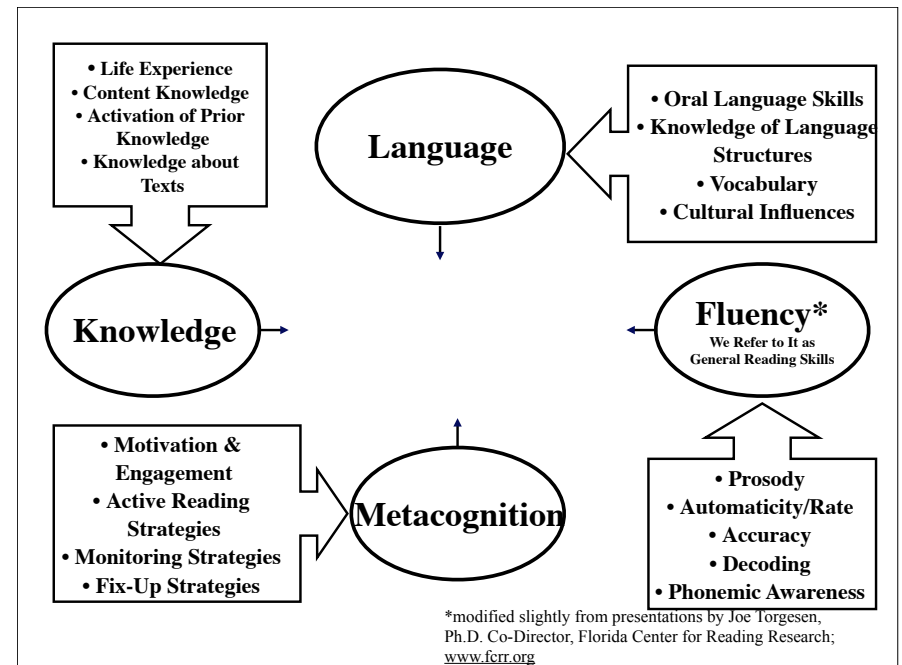 • Life Experience
• Content Knowledge
• Activation of Prior
Knowledge
• Knowledge about
Texts
Language
• Oral Language Skills
• Knowledge of Language
Structures
• Vocabulary
• Cultural Influences
Knowledge
Fluency*
We Refer to It as
General Reading Skills
• Motivation &
Engagement
• Active Reading
Strategies
• Monitoring Strategies
• Fix-Up Strategies
Metacognition
• Prosody
• Automaticity/Rate
• Accuracy
• Decoding
• Phonemic Awareness
*modified slightly from presentations by Joe Torgesen,
Ph.D. Co-Director, Florida Center for Reading Research;
www.fcrr.org